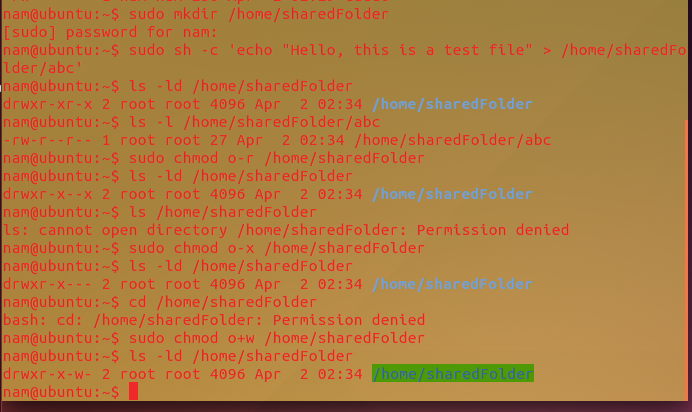 nam@ubuntu:~$ sudo mkdir /home/sharedFolder
[sudo] password for nam:
nam@ubuntu:~$ sudo sh -c 'echo "Hello, this is a test file" > /home/sharedFo
lder/abc'
nam@ubuntu:~$ ls -ld /home/sharedFolder
drwxr-xr-x 2 root root 4096 Apr  2 02:34 /home/sharedFolder
nam@ubuntu:~$ ls -l /home/sharedFolder/abc
-rw-r--r-- 1 root root 27 Apr  2 02:34 /home/sharedFolder/abc
nam@ubuntu:~$ sudo chmod o-r /home/sharedFolder
nam@ubuntu:~$ ls -ld /home/sharedFolder
drwxr-x--x 2 root root 4096 Apr  2 02:34 /home/sharedFolder
nam@ubuntu:~$ ls /home/sharedFolder
ls: cannot open directory /home/sharedFolder: Permission denied
nam@ubuntu:~$ sudo chmod o-x /home/sharedFolder
nam@ubuntu:~$ ls -ld /home/sharedFolder
drwxr-x--- 2 root root 4096 Apr  2 02:34 /home/sharedFolder
nam@ubuntu:~$ cd /home/sharedFolder
bash: cd: /home/sharedFolder: Permission denied
nam@ubuntu:~$ sudo chmod o+w /home/sharedFolder
nam@ubuntu:~$ ls -ld /home/sharedFolder
drwxr-x-w- 2 root root 4096 Apr  2 02:34 /home/sharedFolder
nam@ubuntu:~$